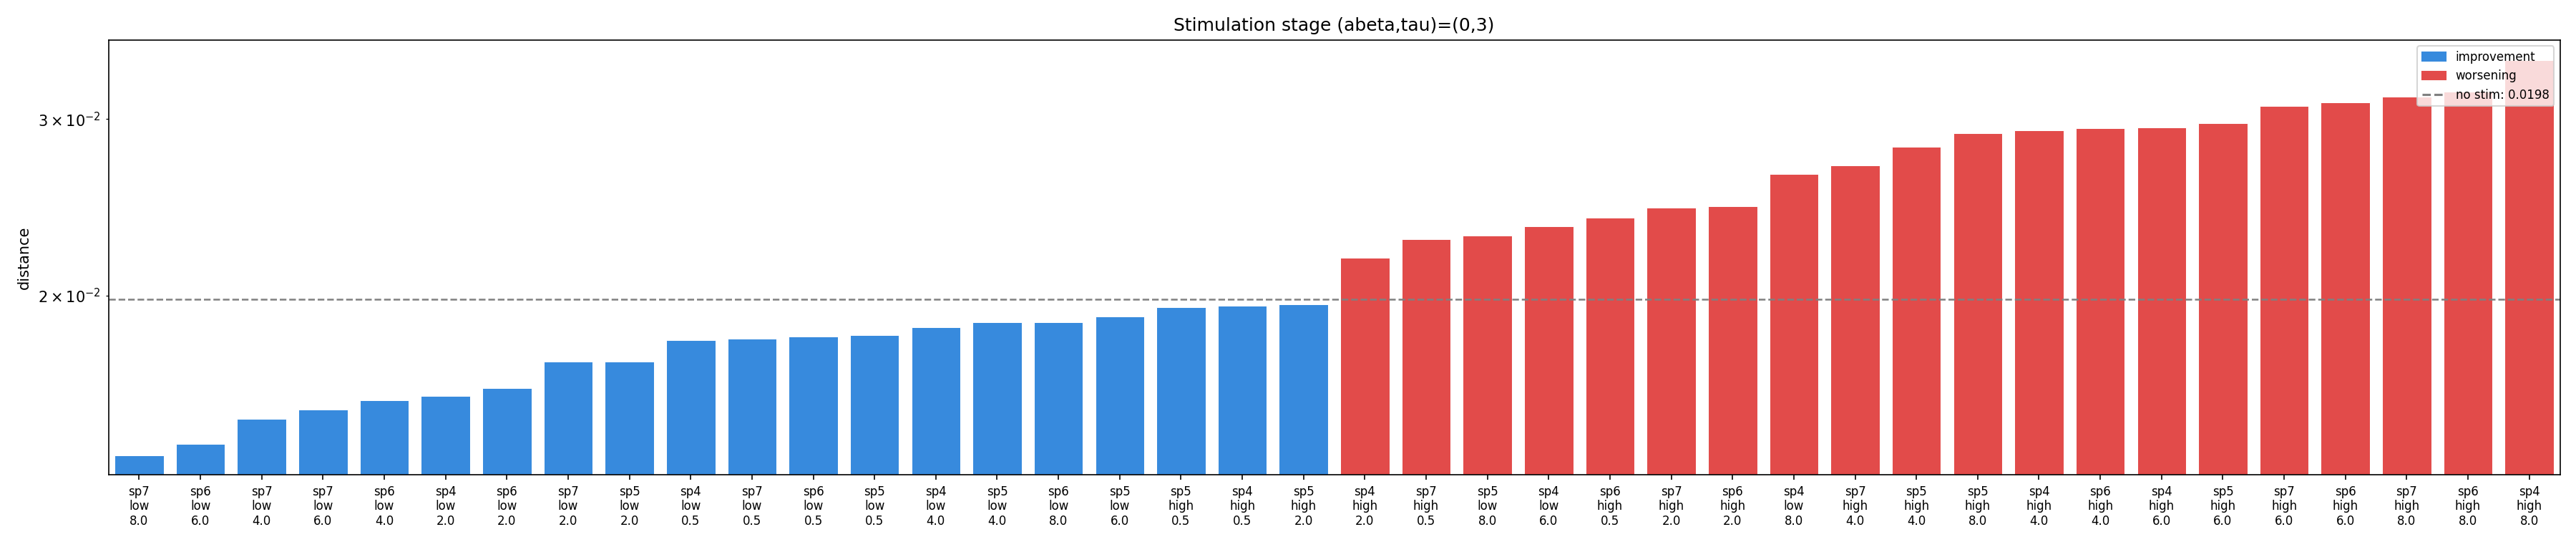 Stimulation stage (abeta,tau)=(0,3)
improvement
worsening
no stim: 0.0198
3 × 10⁻²
2 × 10⁻²
distance
sp7 sp6 sp7 sp7 sp6 sp4 sp6 sp7 sp5 sp4 sp7 sp6 sp5 sp4 sp5 sp6 sp5 sp5 sp4 sp5 sp4 sp7 sp5 sp4 sp6 sp7 sp6 sp4 sp7 sp5 sp5 sp4 sp6 sp4 sp5 sp7 sp6 sp7 sp6 sp4
low low low low low low low low low low low low low low low low low high high high high high low low high high high low high high high high high high high high high high high high
8.0 6.0 4.0 6.0 4.0 2.0 2.0 2.0 2.0 0.5 0.5 0.5 0.5 4.0 4.0 8.0 6.0 0.5 0.5 2.0 2.0 0.5 8.0 6.0 0.5 2.0 2.0 8.0 4.0 4.0 8.0 4.0 4.0 6.0 6.0 6.0 6.0 8.0 8.0 8.0